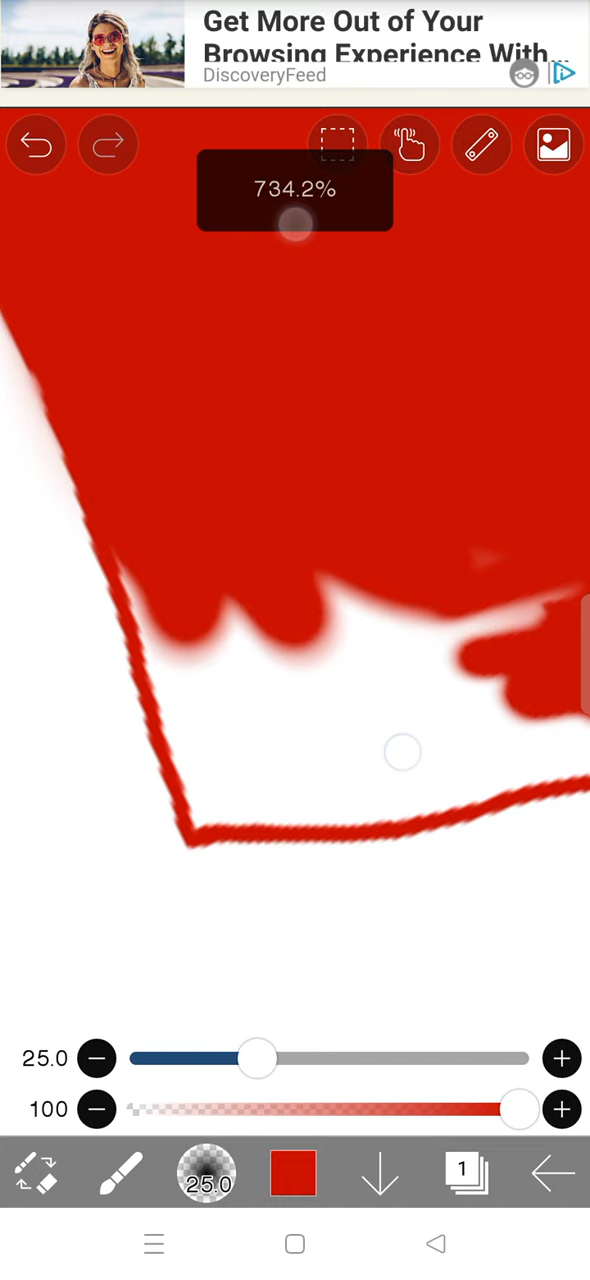 Get More Out of Your
Browsing Experience With...
DiscoveryFeed
734.2%
25.0
100
25.0
1